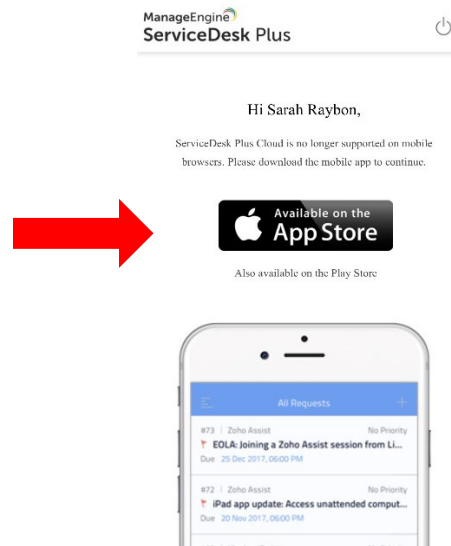 ManageEngine
ServiceDesk Plus
Hi Sarah Raybon,
ServiceDesk Plus Cloud is no longer supported on mobile
browsers. Please download the mobile app to continue.
Available on the
App Store
Also available on the Play Store
All Requests
#73 | Zoho Assist No Priority
EOLA: Joining a Zoho Assist session from Li...
Due 25 Dec 2017, 06:00 PM
#72 | Zoho Assist No Priority
iPad app update: Access unattended comput...
Due 20 Nov 2017, 06:00 PM